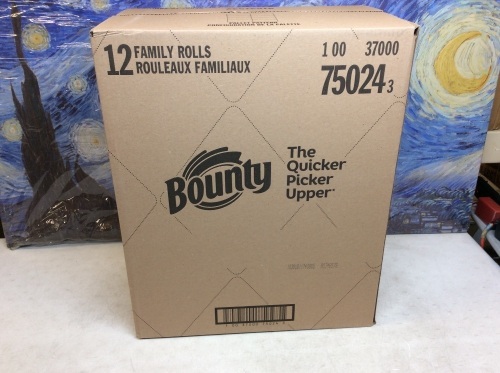 12 FAMILY ROLLS
ROULEAUX FAMILIAUX
1 00 37000
75024 3
Bounty
The
Quicker
Picker
Upper